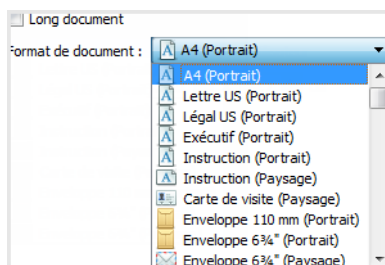 Long document
Format de document : A4 (Portrait)
A4 (Portrait)
Lettre US (Portrait)
Légal US (Portrait)
Exécutif (Portrait)
Instruction (Portrait)
Instruction (Paysage)
Carte de visite (Paysage)
Enveloppe 110 mm (Portrait)
Enveloppe 6¾" (Portrait)
Enveloppe 6¾" (Paysage)